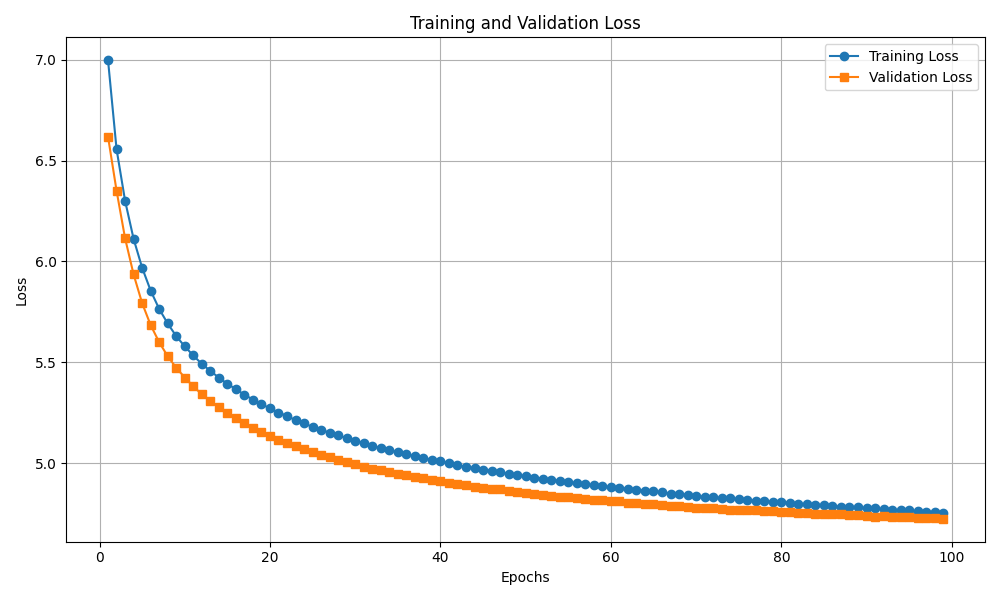 Training and Validation Loss
Training Loss
Validation Loss
Loss
7.0
6.5
6.0
5.5
5.0
0 20 40 60 80 100
Epochs